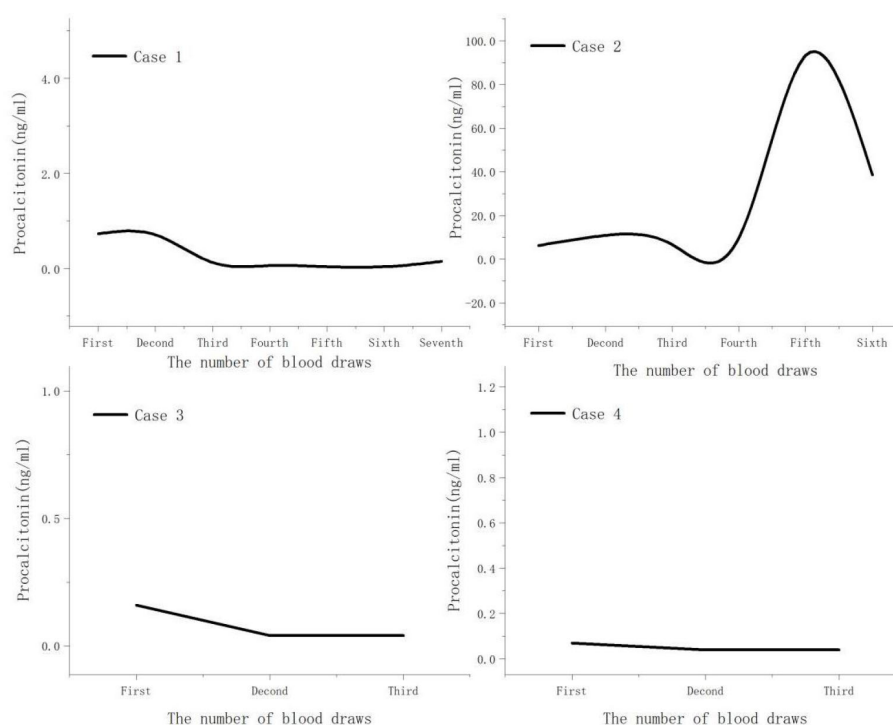 Case 1
Procalcitonin(ng/ml)
4.0
2.0
0.0
First Decond Third Fourth Fifth Sixth Seventh
The number of blood draws
Case 2
Procalcitonin(ng/ml)
100.0
80.0
60.0
40.0
20.0
0.0
-20.0
First Decond Third Fourth Fifth Sixth
The number of blood draws
Case 3
Procalcitonin(ng/ml)
1.0
0.5
0.0
First Decond Third
The number of blood draws
Case 4
Procalcitonin(ng/ml)
1.2
1.0
0.8
0.6
0.4
0.2
0.0
First Decond Third
The number of blood draws